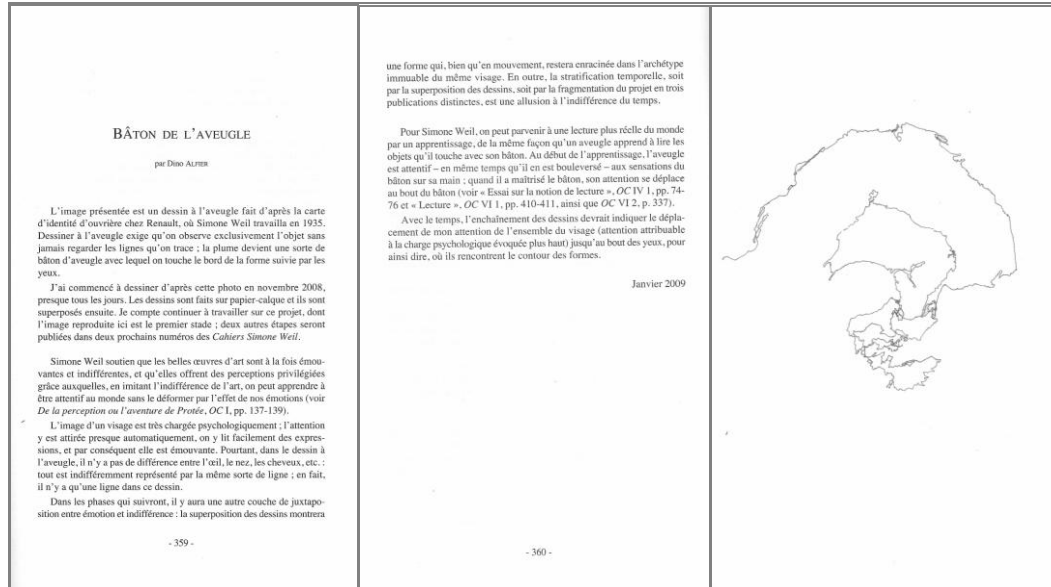 BÂTON DE L'AVEUGLE
par Dino ALFIER
L'image présentée est un dessin à l'aveugle fait d'après la carte
d'identité d'ouvrière chez Renault, où Simone Weil travailla en 1935.
Dessiner à l'aveugle exige qu'on observe exclusivement l'objet sans
jamais regarder les lignes qu'on trace ; la plume devient une sorte de
bâton d'aveugle avec lequel on touche le bord de la forme suivie par les
yeux.
J'ai commencé à dessiner d'après cette photo en novembre 2008,
presque tous les jours. Les dessins sont faits sur papier-calque et ils sont
superposés ensuite. Je compte continuer à travailler sur ce projet, dont
l'image reproduite ici est le premier stade ; deux autres étapes seront
publiées dans deux prochains numéros des Cahiers Simone Weil.
Simone Weil soutien que les belles œuvres d'art sont à la fois émou-
vantes et indifférentes, et qu'elles offrent des perceptions privilégiées
grâce auxquelles, en imitant l'indifférence de l'art, on peut apprendre à
être attentif au monde sans le déformer par l'effet de nos émotions (voir
De la perception ou l'aventure de Protée, OC I, pp. 137-139).
L'image d'un visage est très chargée psychologiquement ; l'attention
y est attirée presque automatiquement, on y lit facilement des expres-
sions, et par conséquent elle est émouvante. Pourtant, dans le dessin à
l'aveugle, il n'y a pas de différence entre l'œil, le nez, les cheveux, etc. :
tout est indifféremment représenté par la même sorte de ligne ; en fait,
il n'y a qu'une ligne dans ce dessin.
Dans les phases qui suivront, il y aura une autre couche de juxtapo-
sition entre émotion et indifférence : la superposition des dessins montrera
- 359 -
une forme qui, bien qu'en mouvement, restera enracinée dans l'archétype
immuable du même visage. En outre, la stratification temporelle, soit
par la superposition des dessins, soit par la fragmentation du projet en trois
publications distinctes, est une allusion à l'indifférence du temps.
Pour Simone Weil, on peut parvenir à une lecture plus réelle du monde
par un apprentissage, de la même façon qu'un aveugle apprend à lire les
objets qu'il touche avec son bâton. Au début de l'apprentissage, l'aveugle
est attentif – en même temps qu'il en est bouleversé – aux sensations du
bâton sur sa main ; quand il a maîtrisé le bâton, son attention se déplace
au bout du bâton (voir « Essai sur la notion de lecture », OC IV 1, pp. 74-
76 et « Lecture », OC VI 1, pp. 410-411, ainsi que OC VI 2, p. 337).
Avec le temps, l'enchaînement des dessins devrait indiquer le dépla-
cement de mon attention de l'ensemble du visage (attention attribuable
à la charge psychologique évoquée plus haut) jusqu'au bout des yeux, pour
ainsi dire, où ils rencontrent le contour des formes.
Janvier 2009
- 360 -